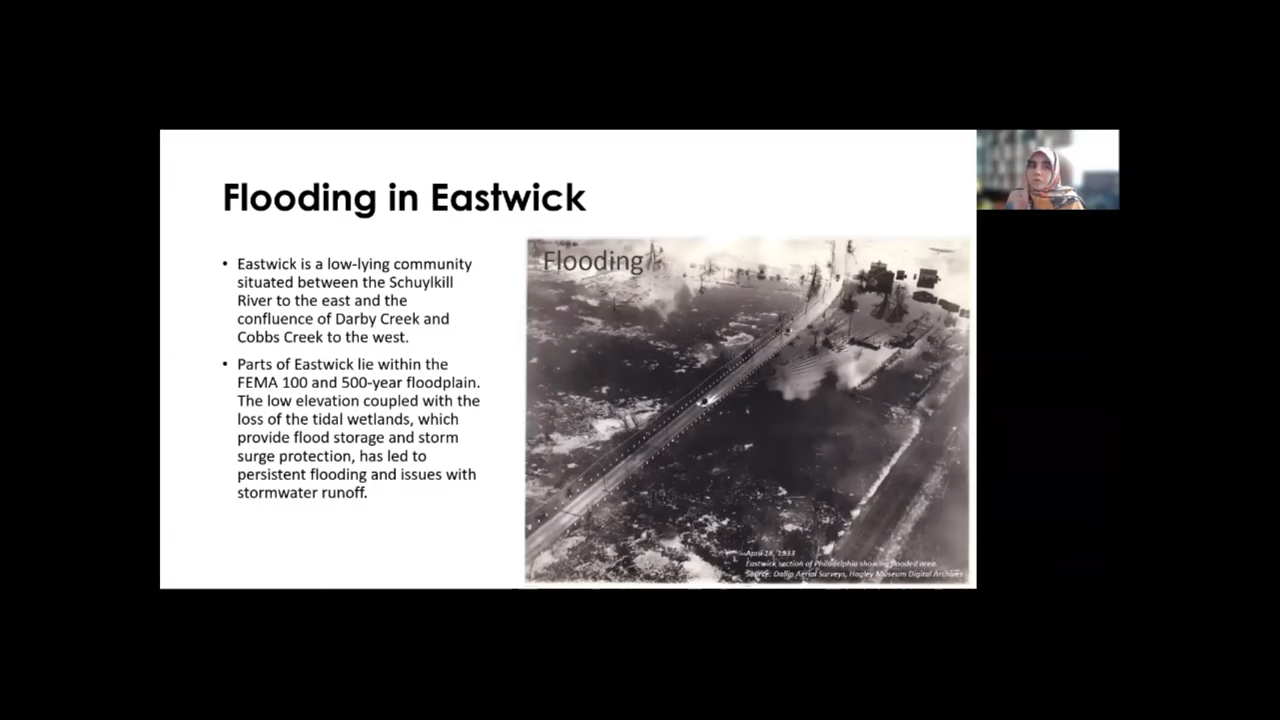 Flooding in Eastwick
• Eastwick is a low-lying community
situated between the Schuylkill
River to the east and the
confluence of Darby Creek and
Cobbs Creek to the west.
• Parts of Eastwick lie within the
FEMA 100 and 500-year floodplain.
The low elevation coupled with the
loss of the tidal wetlands, which
provide flood storage and storm
surge protection, has led to
persistent flooding and issues with
stormwater runoff.
Flooding
April 18, 1933
Eastwick section of Philadelphia showing flooded area.
Source: Dallin Aerial Surveys, Hagley Museum Digital Archives